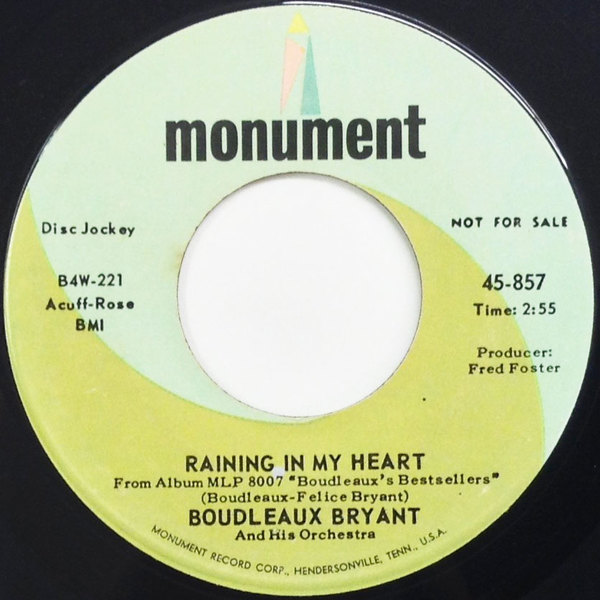 monument
Disc Jockey
NOT FOR SALE
B4W-221
Acuff-Rose
BMI
45-857
Time: 2:55
Producer:
Fred Foster
RAINING IN MY HEART
From Album MLP 8007 "Boudleaux's Bestsellers"
(Boudleaux-Felice Bryant)
BOUDLEAUX BRYANT
And His Orchestra
MONUMENT RECORD CORP., HENDERSONVILLE, TENN., U.S.A.